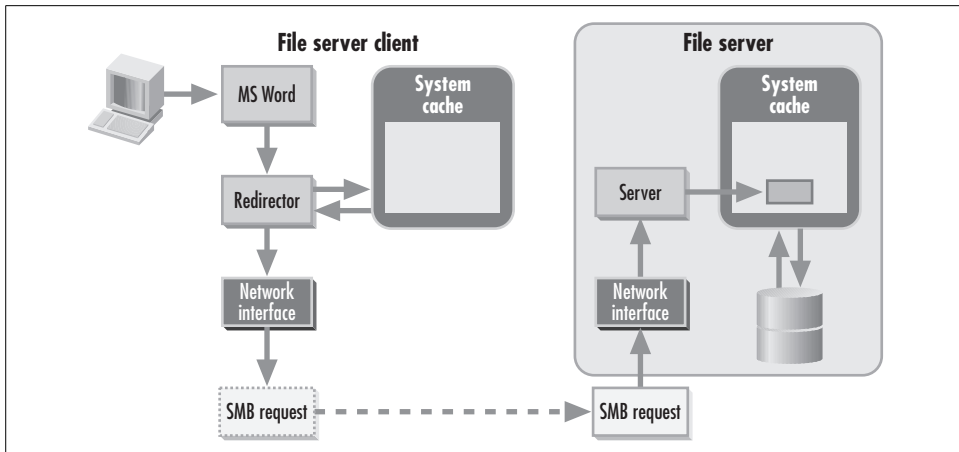 File server client
File server
MS Word
System
cache
System
cache
Redirector
Server
Network
interface
Network
interface
SMB request
SMB request